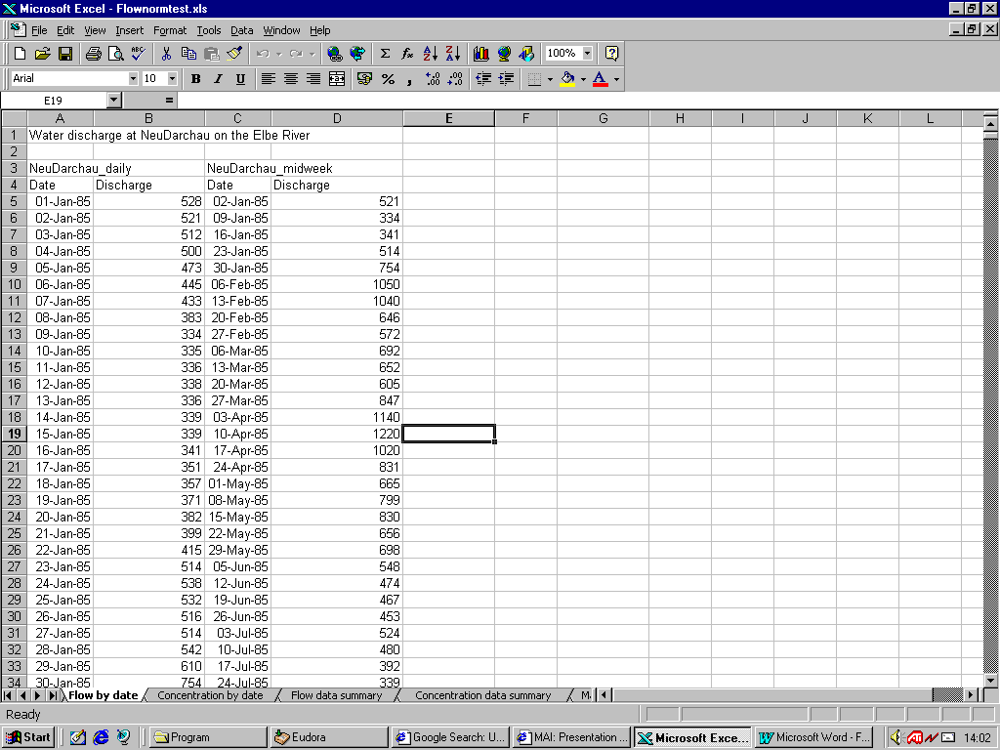 Microsoft Excel - Flownormtest.xls
File Edit View Insert Format Tools Data Window Help
100%
Arial 10 B I U
E19 =
A B C D E F G H I J K L
1 Water discharge at NeuDarchau on the Elbe River
2
3 NeuDarchau_daily NeuDarchau_midweek
4 Date Discharge Date Discharge
5 01-Jan-85 528 02-Jan-85 521
6 02-Jan-85 521 09-Jan-85 334
7 03-Jan-85 512 16-Jan-85 341
8 04-Jan-85 500 23-Jan-85 514
9 05-Jan-85 473 30-Jan-85 754
10 06-Jan-85 445 06-Feb-85 1050
11 07-Jan-85 433 13-Feb-85 1040
12 08-Jan-85 383 20-Feb-85 646
13 09-Jan-85 334 27-Feb-85 572
14 10-Jan-85 335 06-Mar-85 692
15 11-Jan-85 336 13-Mar-85 652
16 12-Jan-85 338 20-Mar-85 605
17 13-Jan-85 336 27-Mar-85 847
18 14-Jan-85 339 03-Apr-85 1140
19 15-Jan-85 339 10-Apr-85 1220
20 16-Jan-85 341 17-Apr-85 1020
21 17-Jan-85 351 24-Apr-85 831
22 18-Jan-85 357 01-May-85 665
23 19-Jan-85 371 08-May-85 799
24 20-Jan-85 382 15-May-85 830
25 21-Jan-85 399 22-May-85 656
26 22-Jan-85 415 29-May-85 698
27 23-Jan-85 514 05-Jun-85 548
28 24-Jan-85 538 12-Jun-85 474
29 25-Jan-85 532 19-Jun-85 467
30 26-Jan-85 516 26-Jun-85 453
31 27-Jan-85 514 03-Jul-85 524
32 28-Jan-85 542 10-Jul-85 480
33 29-Jan-85 610 17-Jul-85 392
34 30-Jan-85 754 24-Jul-85 339
Flow by date Concentration by date Flow data summary Concentration data summary M
Ready
Start Program Eudora Google Search: U... MAI: Presentation ... Microsoft Exce... Microsoft Word - F... 14:02